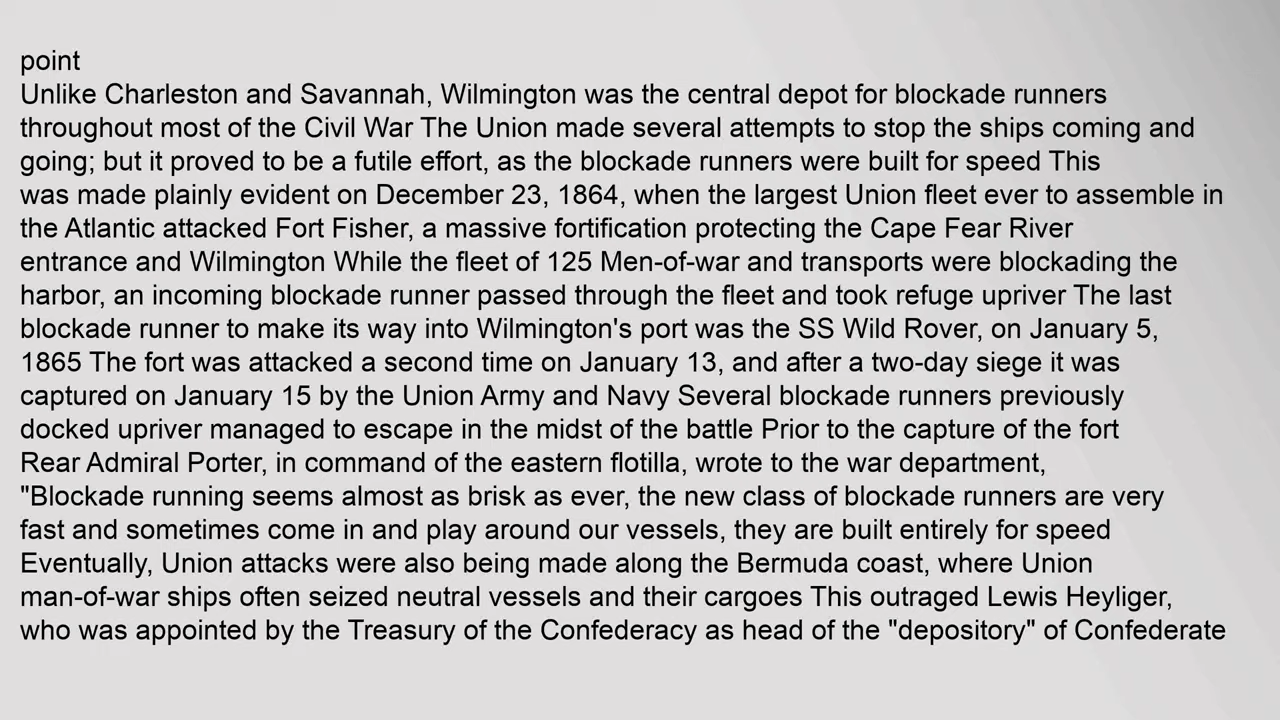 point
Unlike Charleston and Savannah, Wilmington was the central depot for blockade runners
throughout most of the Civil War The Union made several attempts to stop the ships coming and
going; but it proved to be a futile effort, as the blockade runners were built for speed This
was made plainly evident on December 23, 1864, when the largest Union fleet ever to assemble in
the Atlantic attacked Fort Fisher, a massive fortification protecting the Cape Fear River
entrance and Wilmington While the fleet of 125 Men-of-war and transports were blockading the
harbor, an incoming blockade runner passed through the fleet and took refuge upriver The last
blockade runner to make its way into Wilmington's port was the SS Wild Rover, on January 5,
1865 The fort was attacked a second time on January 13, and after a two-day siege it was
captured on January 15 by the Union Army and Navy Several blockade runners previously
docked upriver managed to escape in the midst of the battle Prior to the capture of the fort
Rear Admiral Porter, in command of the eastern flotilla, wrote to the war department,
"Blockade running seems almost as brisk as ever, the new class of blockade runners are very
fast and sometimes come in and play around our vessels, they are built entirely for speed
Eventually, Union attacks were also being made along the Bermuda coast, where Union
man-of-war ships often seized neutral vessels and their cargoes This outraged Lewis Heyliger,
who was appointed by the Treasury of the Confederacy as head of the "depository" of Confederate